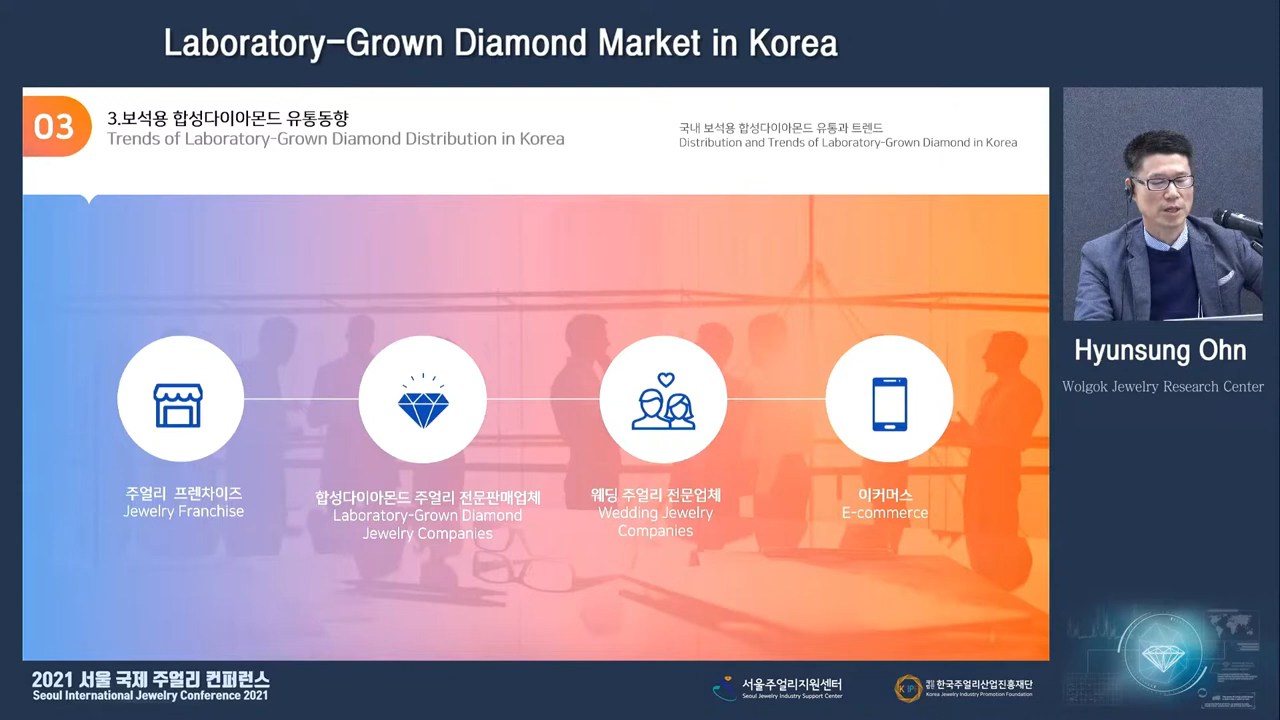 Laboratory-Grown Diamond Market in Korea
03
3.보석용 합성다이아몬드 유통동향
Trends of Laboratory-Grown Diamond Distribution in Korea
국내 보석용 합성다이아몬드 유통과 트렌드
Distribution and Trends of Laboratory-Grown Diamond in Korea
주얼리 프렌차이즈
Jewelry Franchise
합성다이아몬드 주얼리 전문판매업체
Laboratory-Grown Diamond
Jewelry Companies
웨딩 주얼리 전문업체
Wedding Jewelry
Companies
이커머스
E-commerce
Hyunsung Ohn
Wolgok Jewelry Research Center
2021 서울 국제 주얼리 컨퍼런스
Seoul International Jewelry Conference 2021
서울주얼리지원센터
Seoul Jewelry Industry Support Center
재단법인 한국주얼리산업진흥재단
Korea Jewelry Industry Promotion Foundation